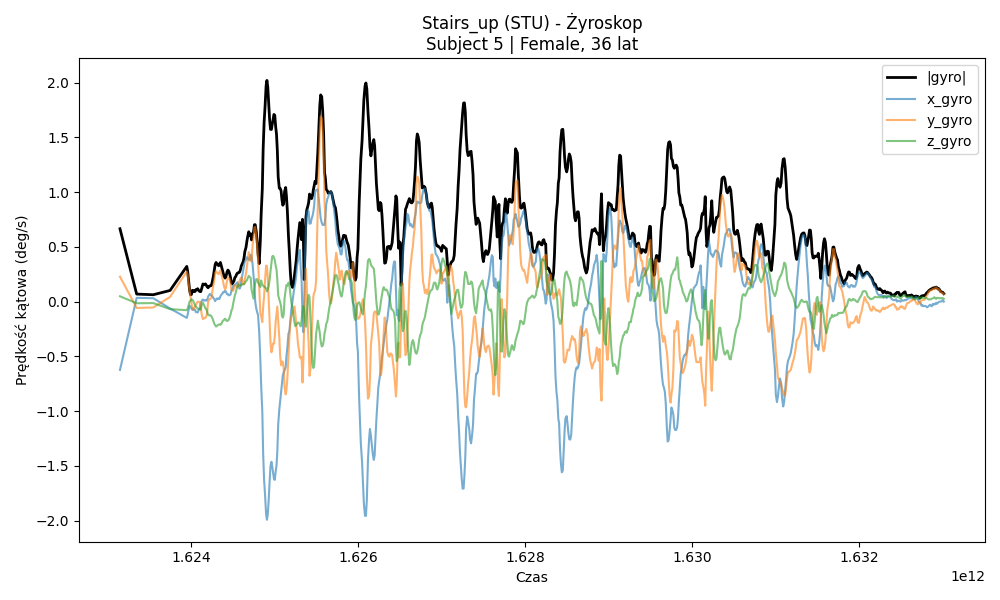 Stairs_up (STU) - Żyroskop
Subject 5 | Female, 36 lat
|gyro|
x_gyro
y_gyro
z_gyro
Prędkość kątowa (deg/s)
2.0
1.5
1.0
0.5
0.0
−0.5
−1.0
−1.5
−2.0
1.624
1.626
1.628
1.630
1.632
1e12
Czas